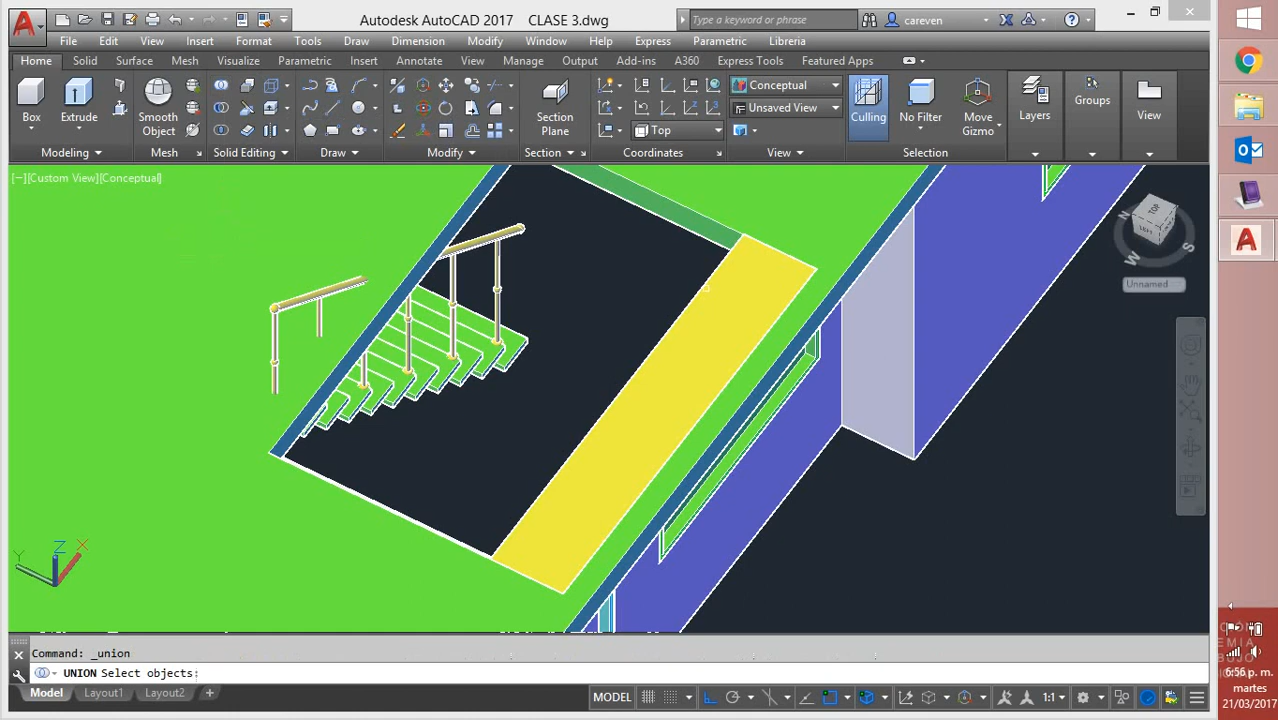 Autodesk AutoCAD 2017 CLASE 3.dwg
Type a keyword or phrase
careven
File Edit View Insert Format Tools Draw Dimension Modify Window Help Express Parametric Libreria
Home Solid Surface Mesh Visualize Parametric Insert Annotate View Manage Output Add-ins A360 Express Tools Featured Apps
Conceptual
Unsaved View
Top
Box
Extrude
Smooth
Object
Section
Plane
Culling
No Filter
Move
Gizmo
Layers
Groups
View
Modeling
Mesh
Solid Editing
Draw
Modify
Section
Coordinates
View
Selection
[−][Custom View][Conceptual]
TOP
N
W
S
Unnamed
Z
X
Y
Command: _union
UNION Select objects:
Model Layout1 Layout2 +
MODEL
1:1
6:56 p. m.
martes
21/03/2017